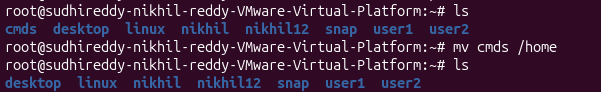 root@sudhireddy-nikhil-reddy-VMware-Virtual-Platform:~# ls
cmds desktop linux nikhil nikhil12 snap user1 user2
root@sudhireddy-nikhil-reddy-VMware-Virtual-Platform:~# mv cmds /home
root@sudhireddy-nikhil-reddy-VMware-Virtual-Platform:~# ls
desktop linux nikhil nikhil12 snap user1 user2